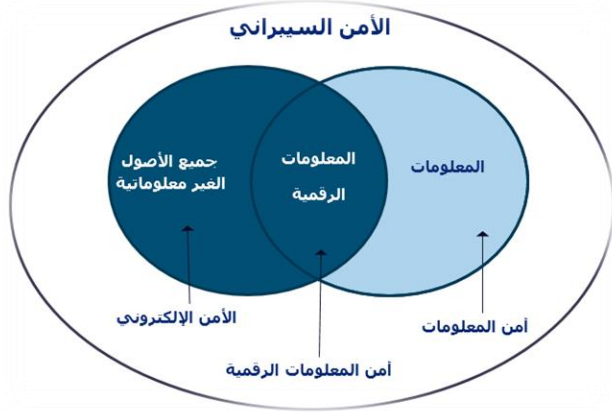 الأمن السيبراني
المعلومات
المعلومات
الرقمية
جميع الأصول
الغير معلوماتية
أمن المعلومات
أمن المعلومات الرقمية
الأمن الإلكتروني